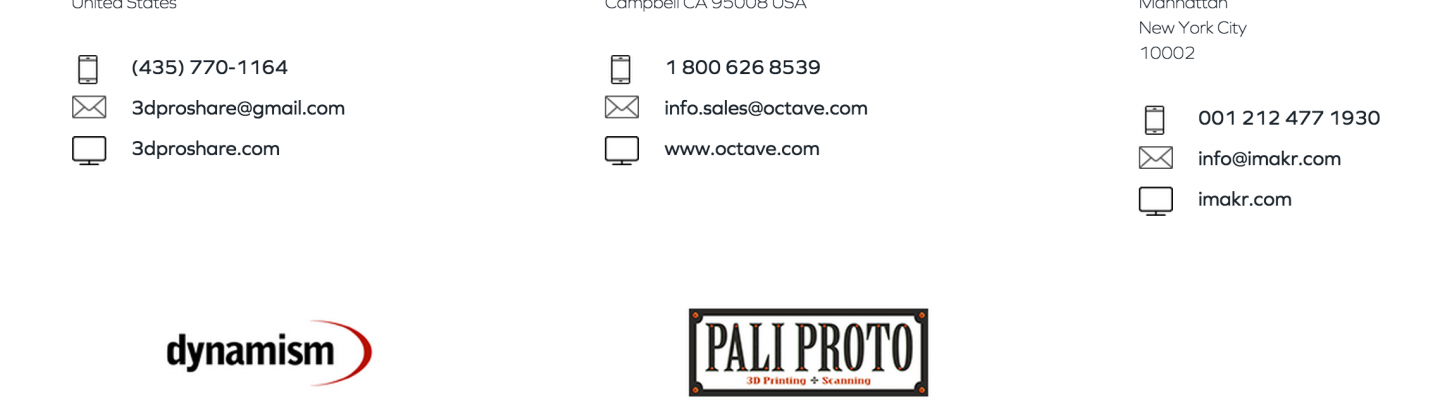 United States
(435) 770-1164
3dproshare@gmail.com
3dproshare.com
Campbell CA 95008 USA
1 800 626 8539
info.sales@octave.com
www.octave.com
Manhattan
New York City
10002
001 212 477 1930
info@imakr.com
imakr.com
dynamism
PALI PROTO
3D Printing + Scanning